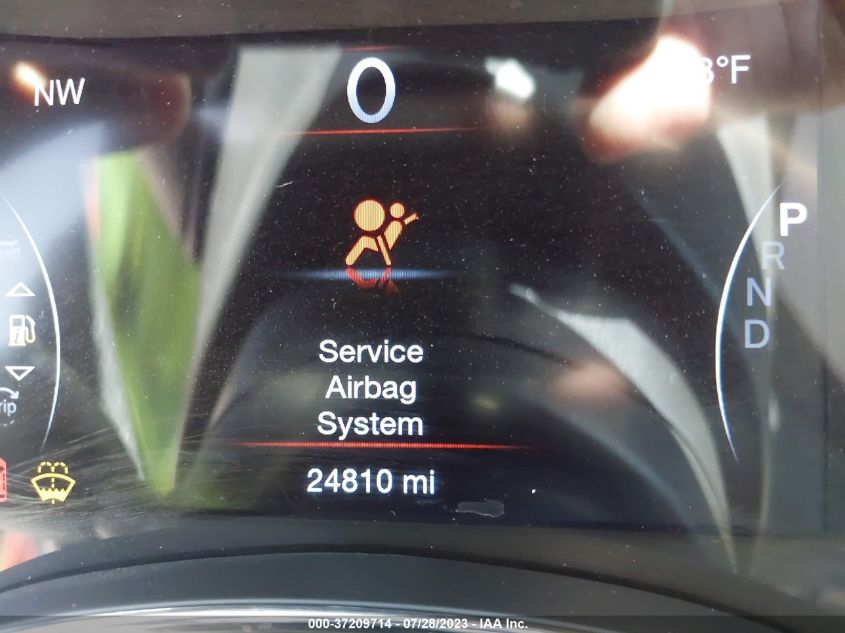 NW
0
°F
P
R
N
D
Service
Airbag
System
24810 mi
000-37209714 - 07/28/2023 - IAA Inc.